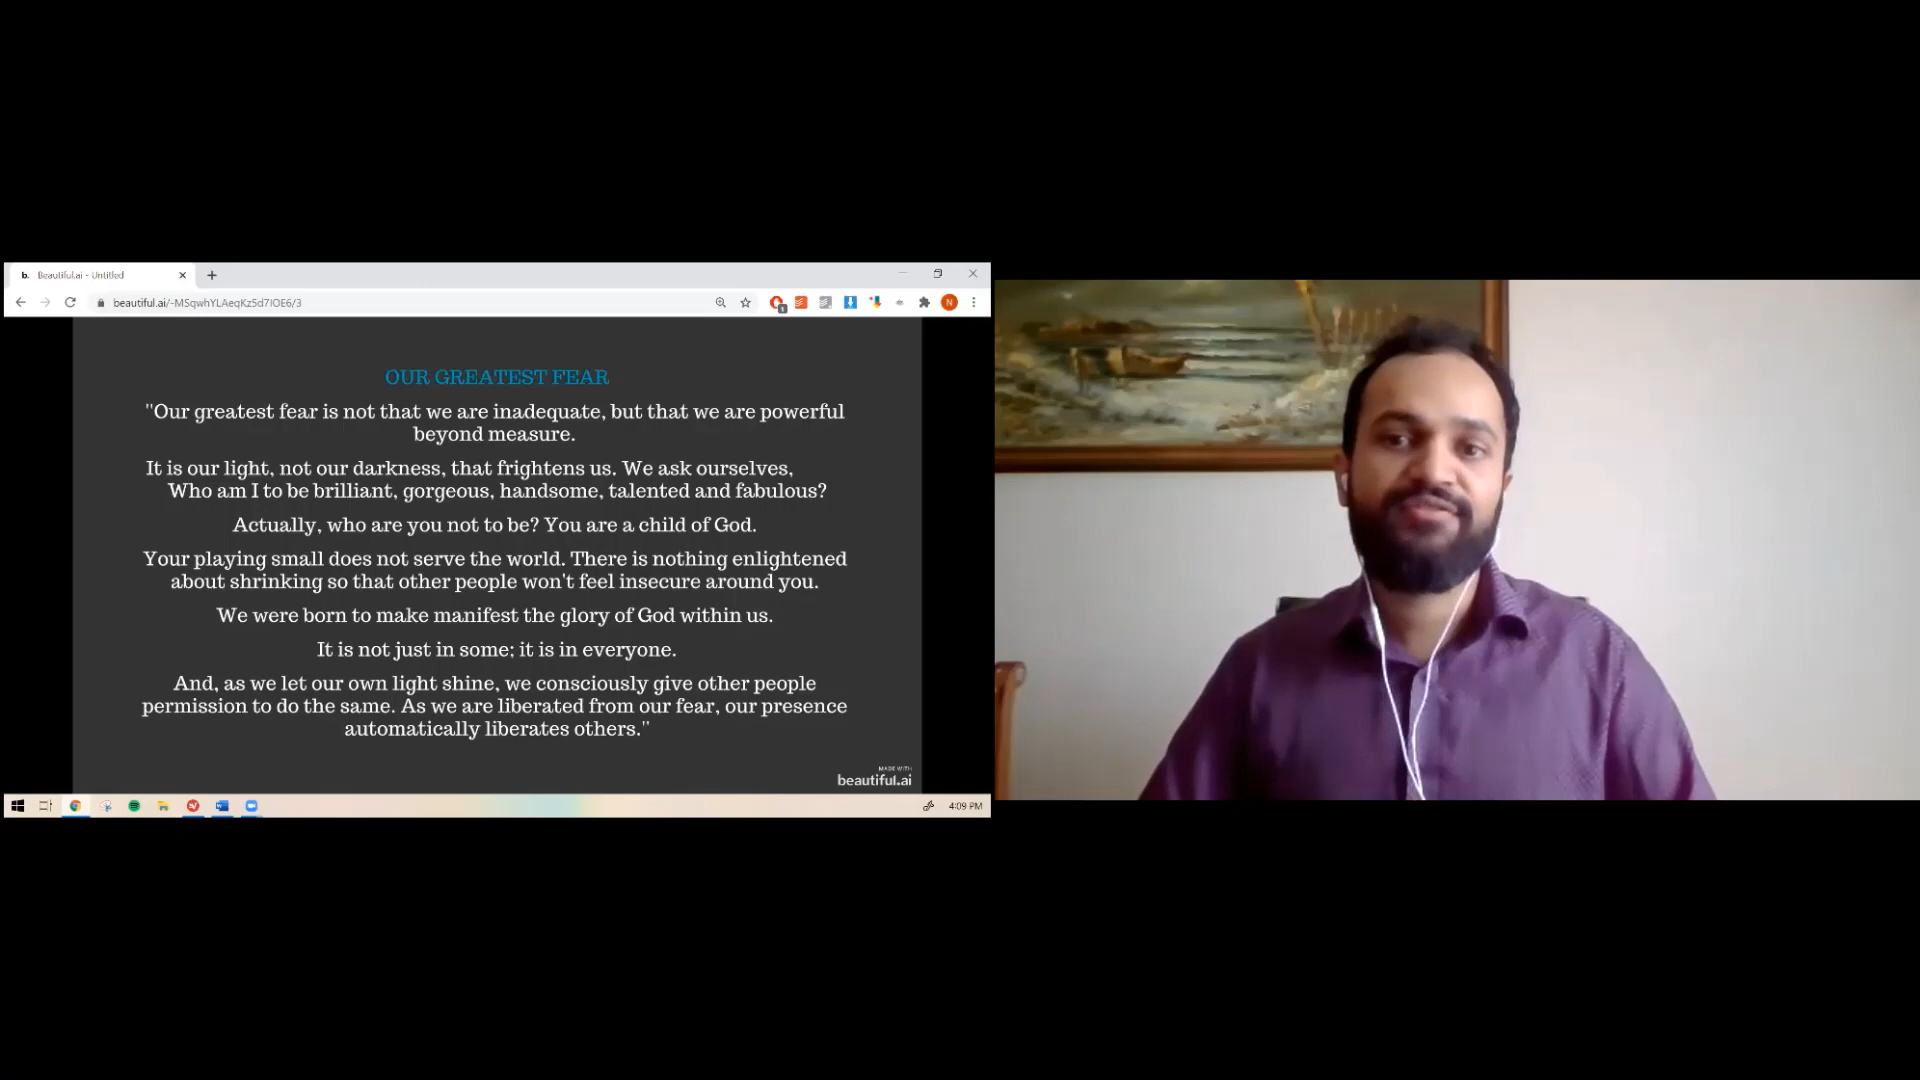 b. Beautiful.ai - Untitled
beautiful.ai/-MSqwhYLAeqKz5d7IOE6/3
1
N
OUR GREATEST FEAR
"Our greatest fear is not that we are inadequate, but that we are powerful
beyond measure.
It is our light, not our darkness, that frightens us. We ask ourselves,
Who am I to be brilliant, gorgeous, handsome, talented and fabulous?
Actually, who are you not to be? You are a child of God.
Your playing small does not serve the world. There is nothing enlightened
about shrinking so that other people won't feel insecure around you.
We were born to make manifest the glory of God within us.
It is not just in some; it is in everyone.
And, as we let our own light shine, we consciously give other people
permission to do the same. As we are liberated from our fear, our presence
automatically liberates others."
MADE WITH
beautiful.ai
4:09 PM